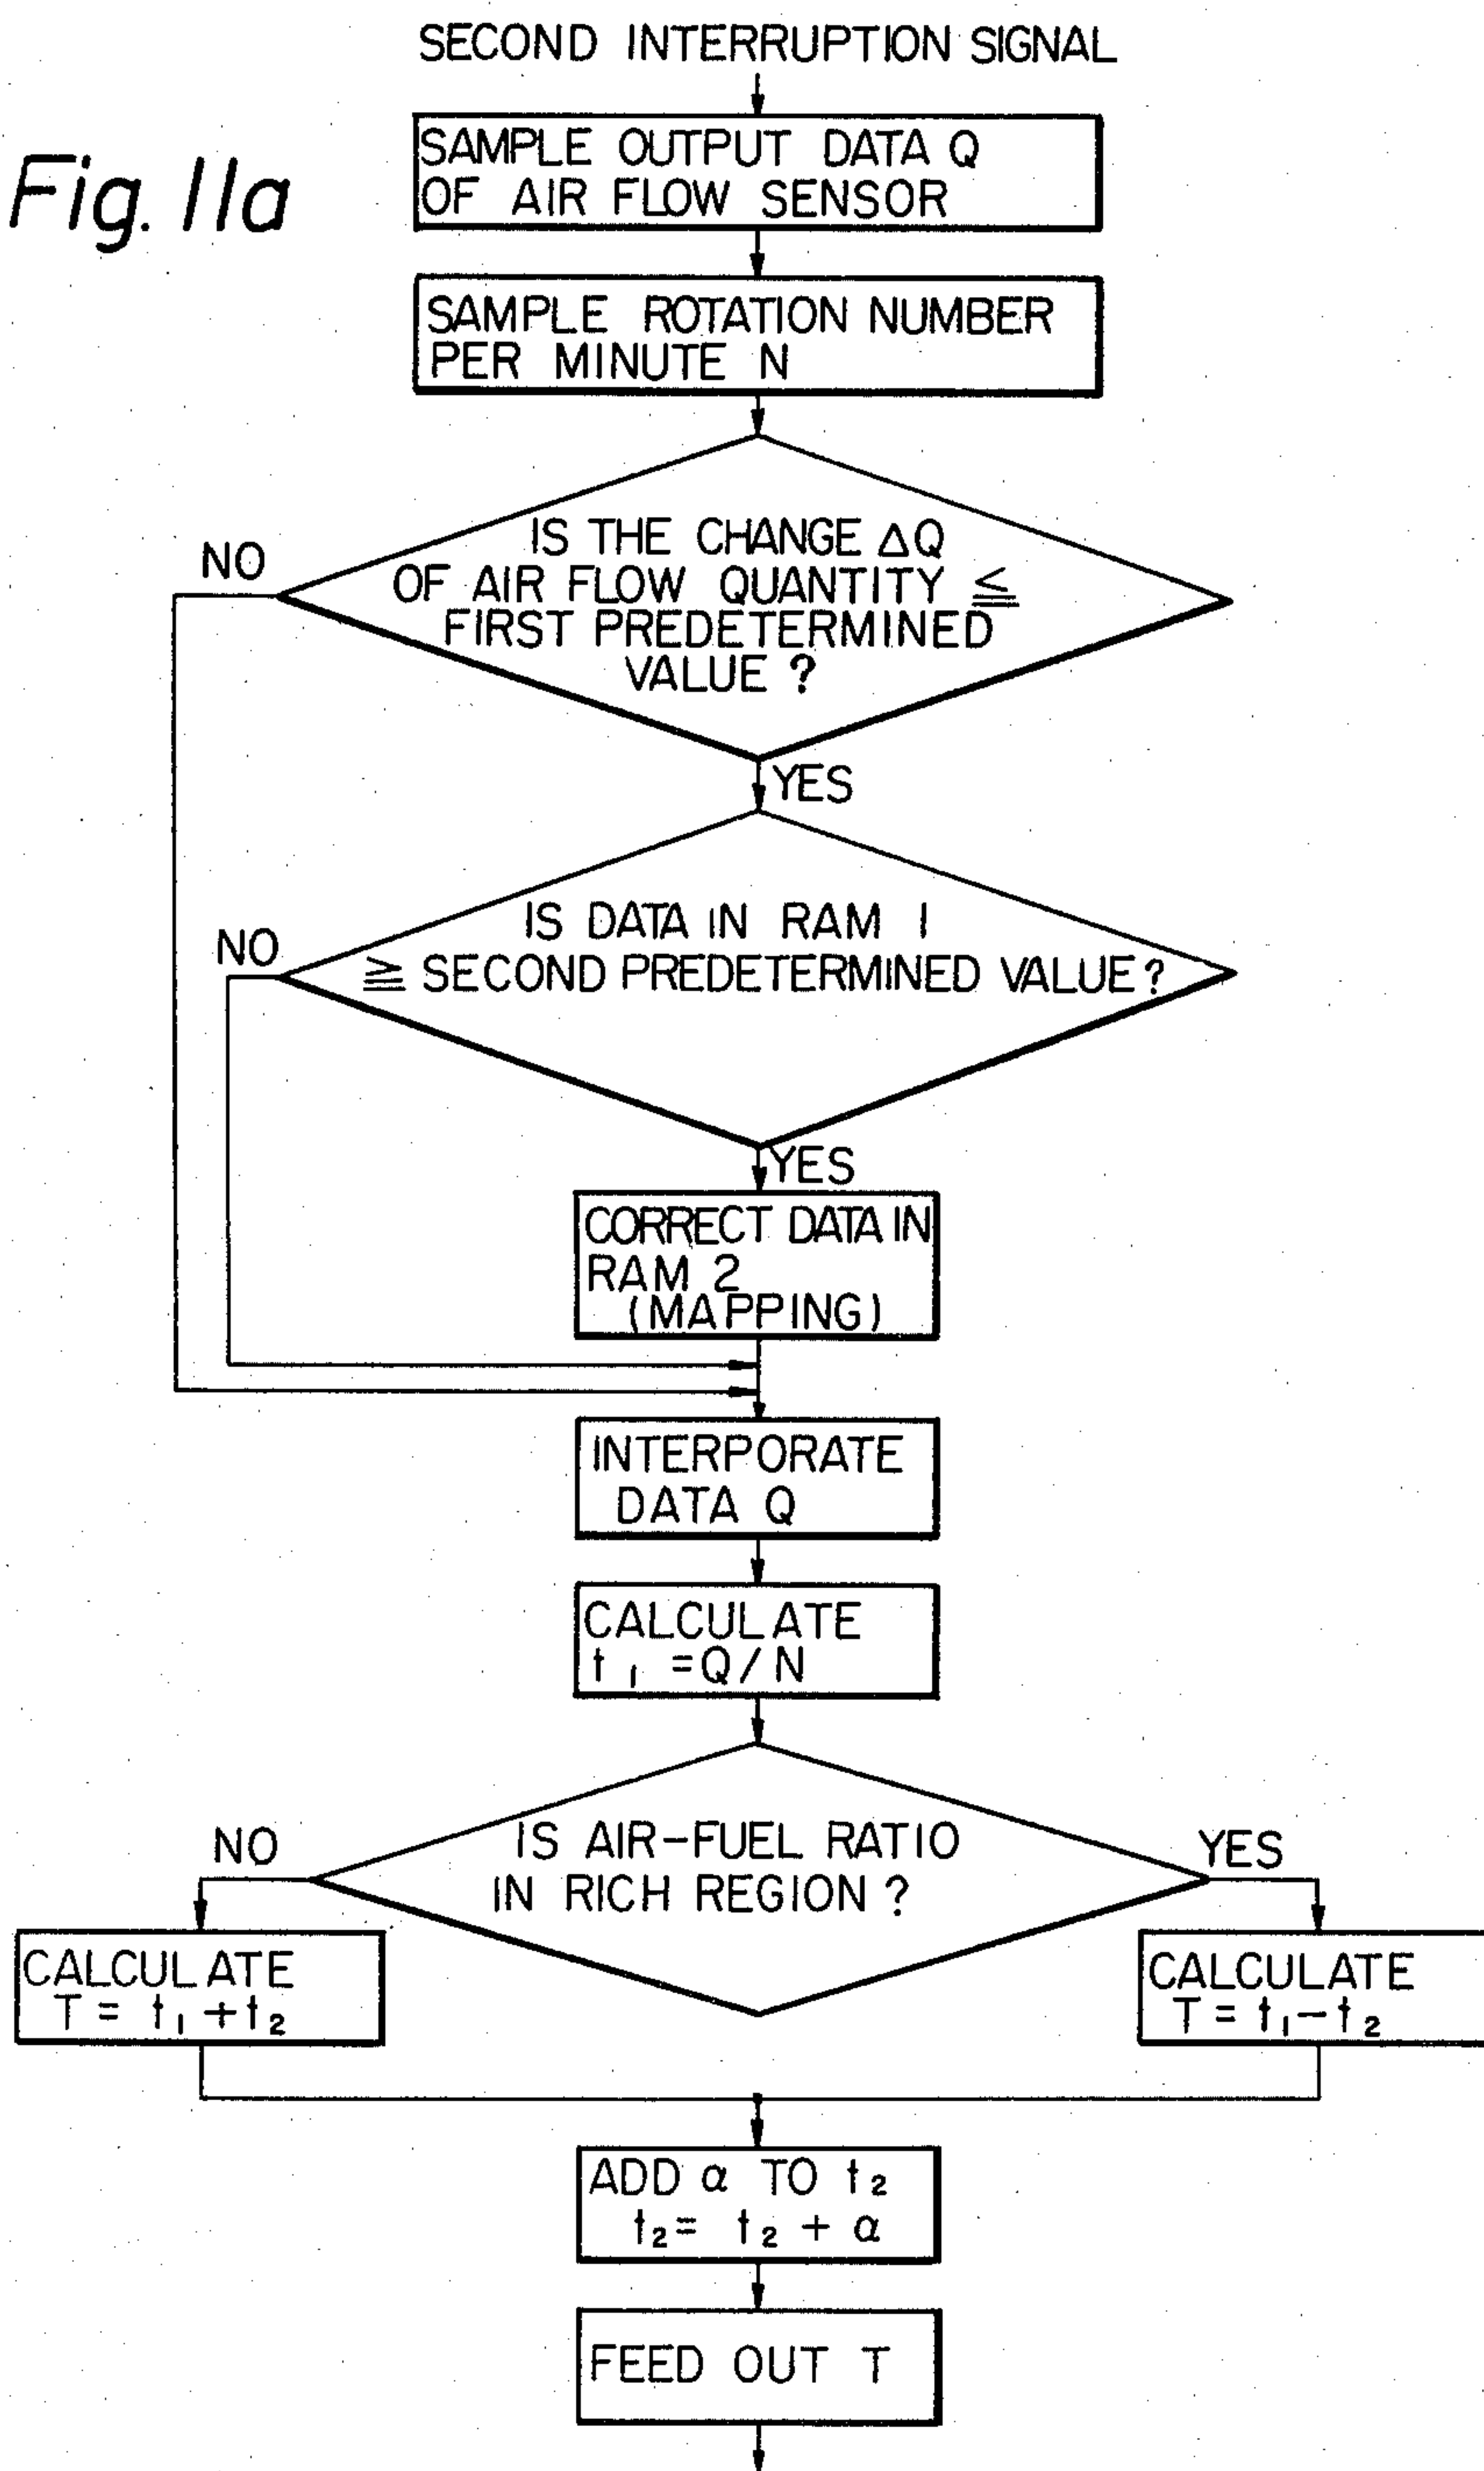 SECOND INTERRUPTION SIGNAL
Fig. 11a
SAMPLE OUTPUT DATA Q
OF AIR FLOW SENSOR
SAMPLE ROTATION NUMBER
PER MINUTE N
IS THE CHANGE ΔQ
OF AIR FLOW QUANTITY ≦
FIRST PREDETERMINED
VALUE ?
NO
YES
IS DATA IN RAM 1
≧ SECOND PREDETERMINED VALUE ?
NO
YES
CORRECT DATA IN
RAM 2
(MAPPING)
INTERPORATE
DATA Q
CALCULATE
t₁ = Q / N
IS AIR-FUEL RATIO
IN RICH REGION ?
NO
YES
CALCULATE
T = t₁ + t₂
CALCULATE
T = t₁ − t₂
ADD α TO t₂
t₂ = t₂ + α
FEED OUT T